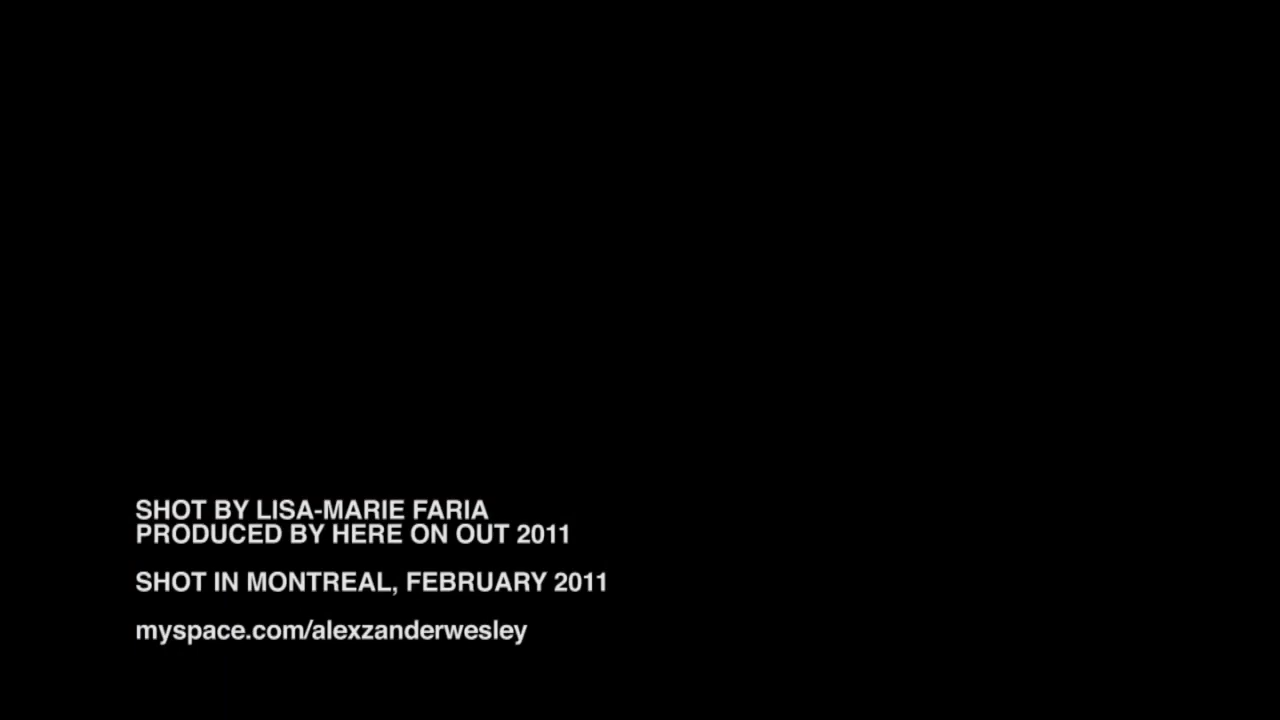 SHOT BY LISA-MARIE FARIA
PRODUCED BY HERE ON OUT 2011
SHOT IN MONTREAL, FEBRUARY 2011
myspace.com/alexzanderwesley